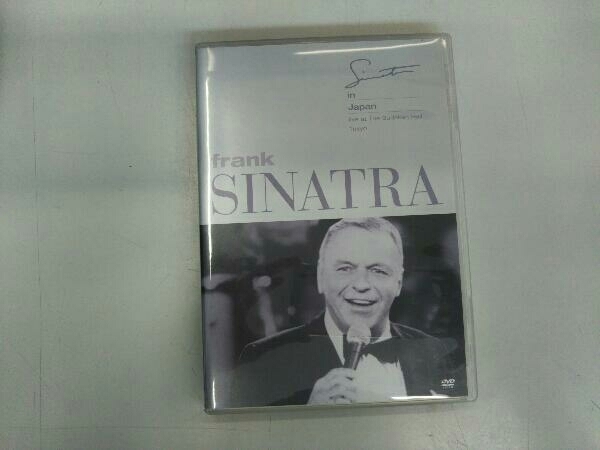 Sinatra
in
Japan
live at The Budokan Hall
Tokyo
frank
SINATRA
DVD